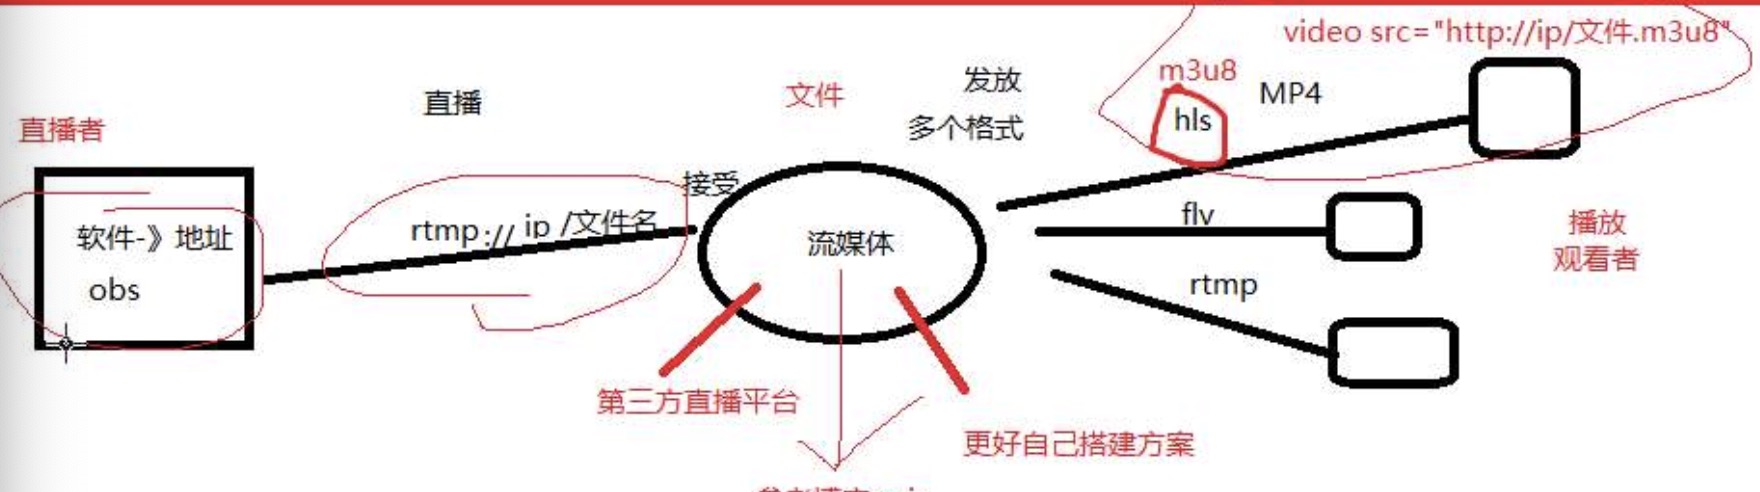 video src="http://ip/文件.m3u8"
直播者
直播
文件
发放
多个格式
m3u8
hls
MP4
软件-》地址
obs
rtmp:// ip /文件名
接受
流媒体
flv
rtmp
播放
观看者
第三方直播平台
更好自己搭建方案